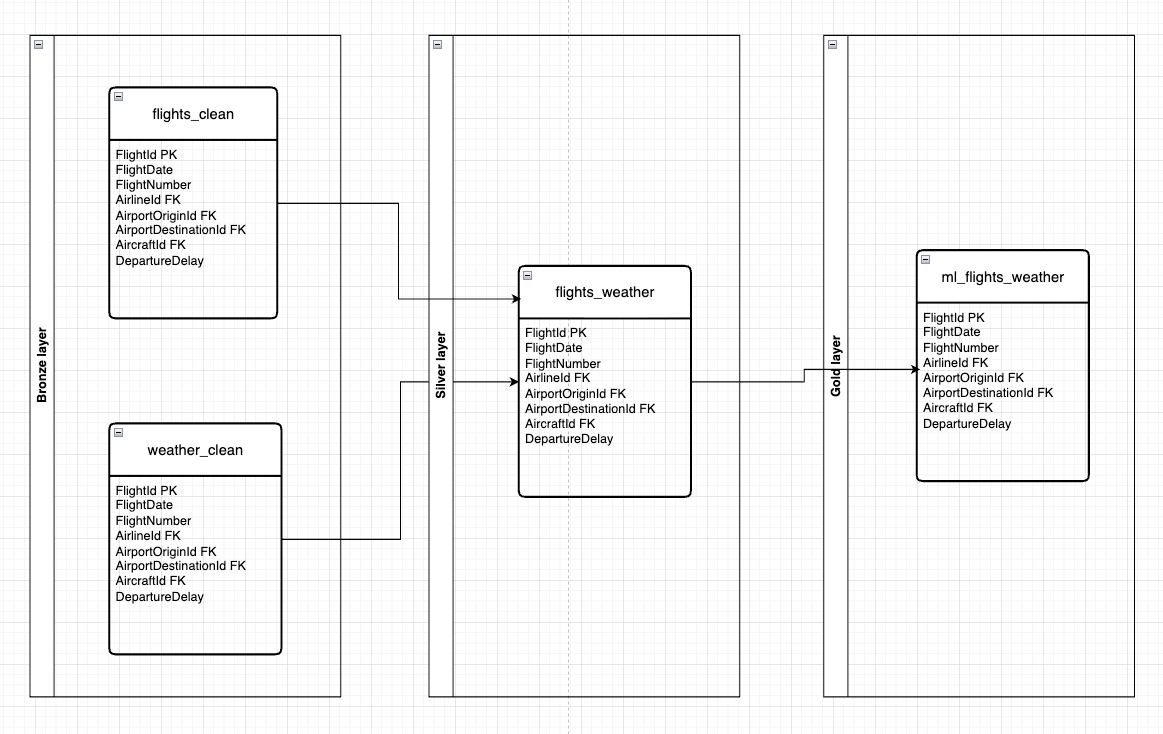 Bronze layer
flights_clean
FlightId PK
FlightDate
FlightNumber
AirlineId FK
AirportOriginId FK
AirportDestinationId FK
AircraftId FK
DepartureDelay
weather_clean
FlightId PK
FlightDate
FlightNumber
AirlineId FK
AirportOriginId FK
AirportDestinationId FK
AircraftId FK
DepartureDelay
Silver layer
flights_weather
FlightId PK
FlightDate
FlightNumber
AirlineId FK
AirportOriginId FK
AirportDestinationId FK
AircraftId FK
DepartureDelay
Gold layer
ml_flights_weather
FlightId PK
FlightDate
FlightNumber
AirlineId FK
AirportOriginId FK
AirportDestinationId FK
AircraftId FK
DepartureDelay